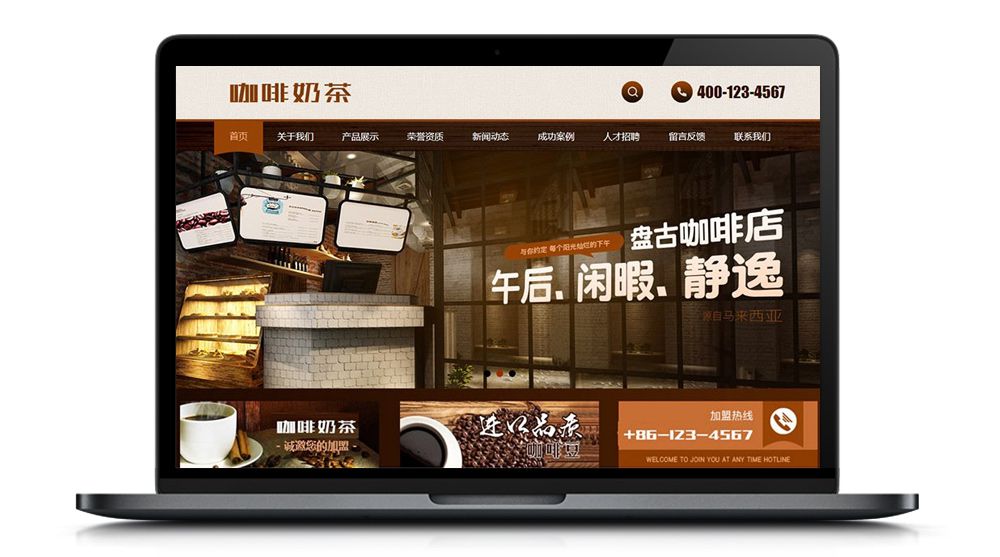 咖啡奶茶
400-123-4567
首页 关于我们 产品展示 荣誉资质 新闻动态 成功案例 人才招聘 留言反馈 联系我们
盘古咖啡店
与你约定 每个阳光灿烂的下午
午后、闲暇、静逸
源自马来西亚
咖啡奶茶
- 诚邀您的加盟 -
进口品质
咖啡豆
加盟热线
+86-123-4567
WELCOME TO JOIN YOU AT ANY TIME HOTLINE